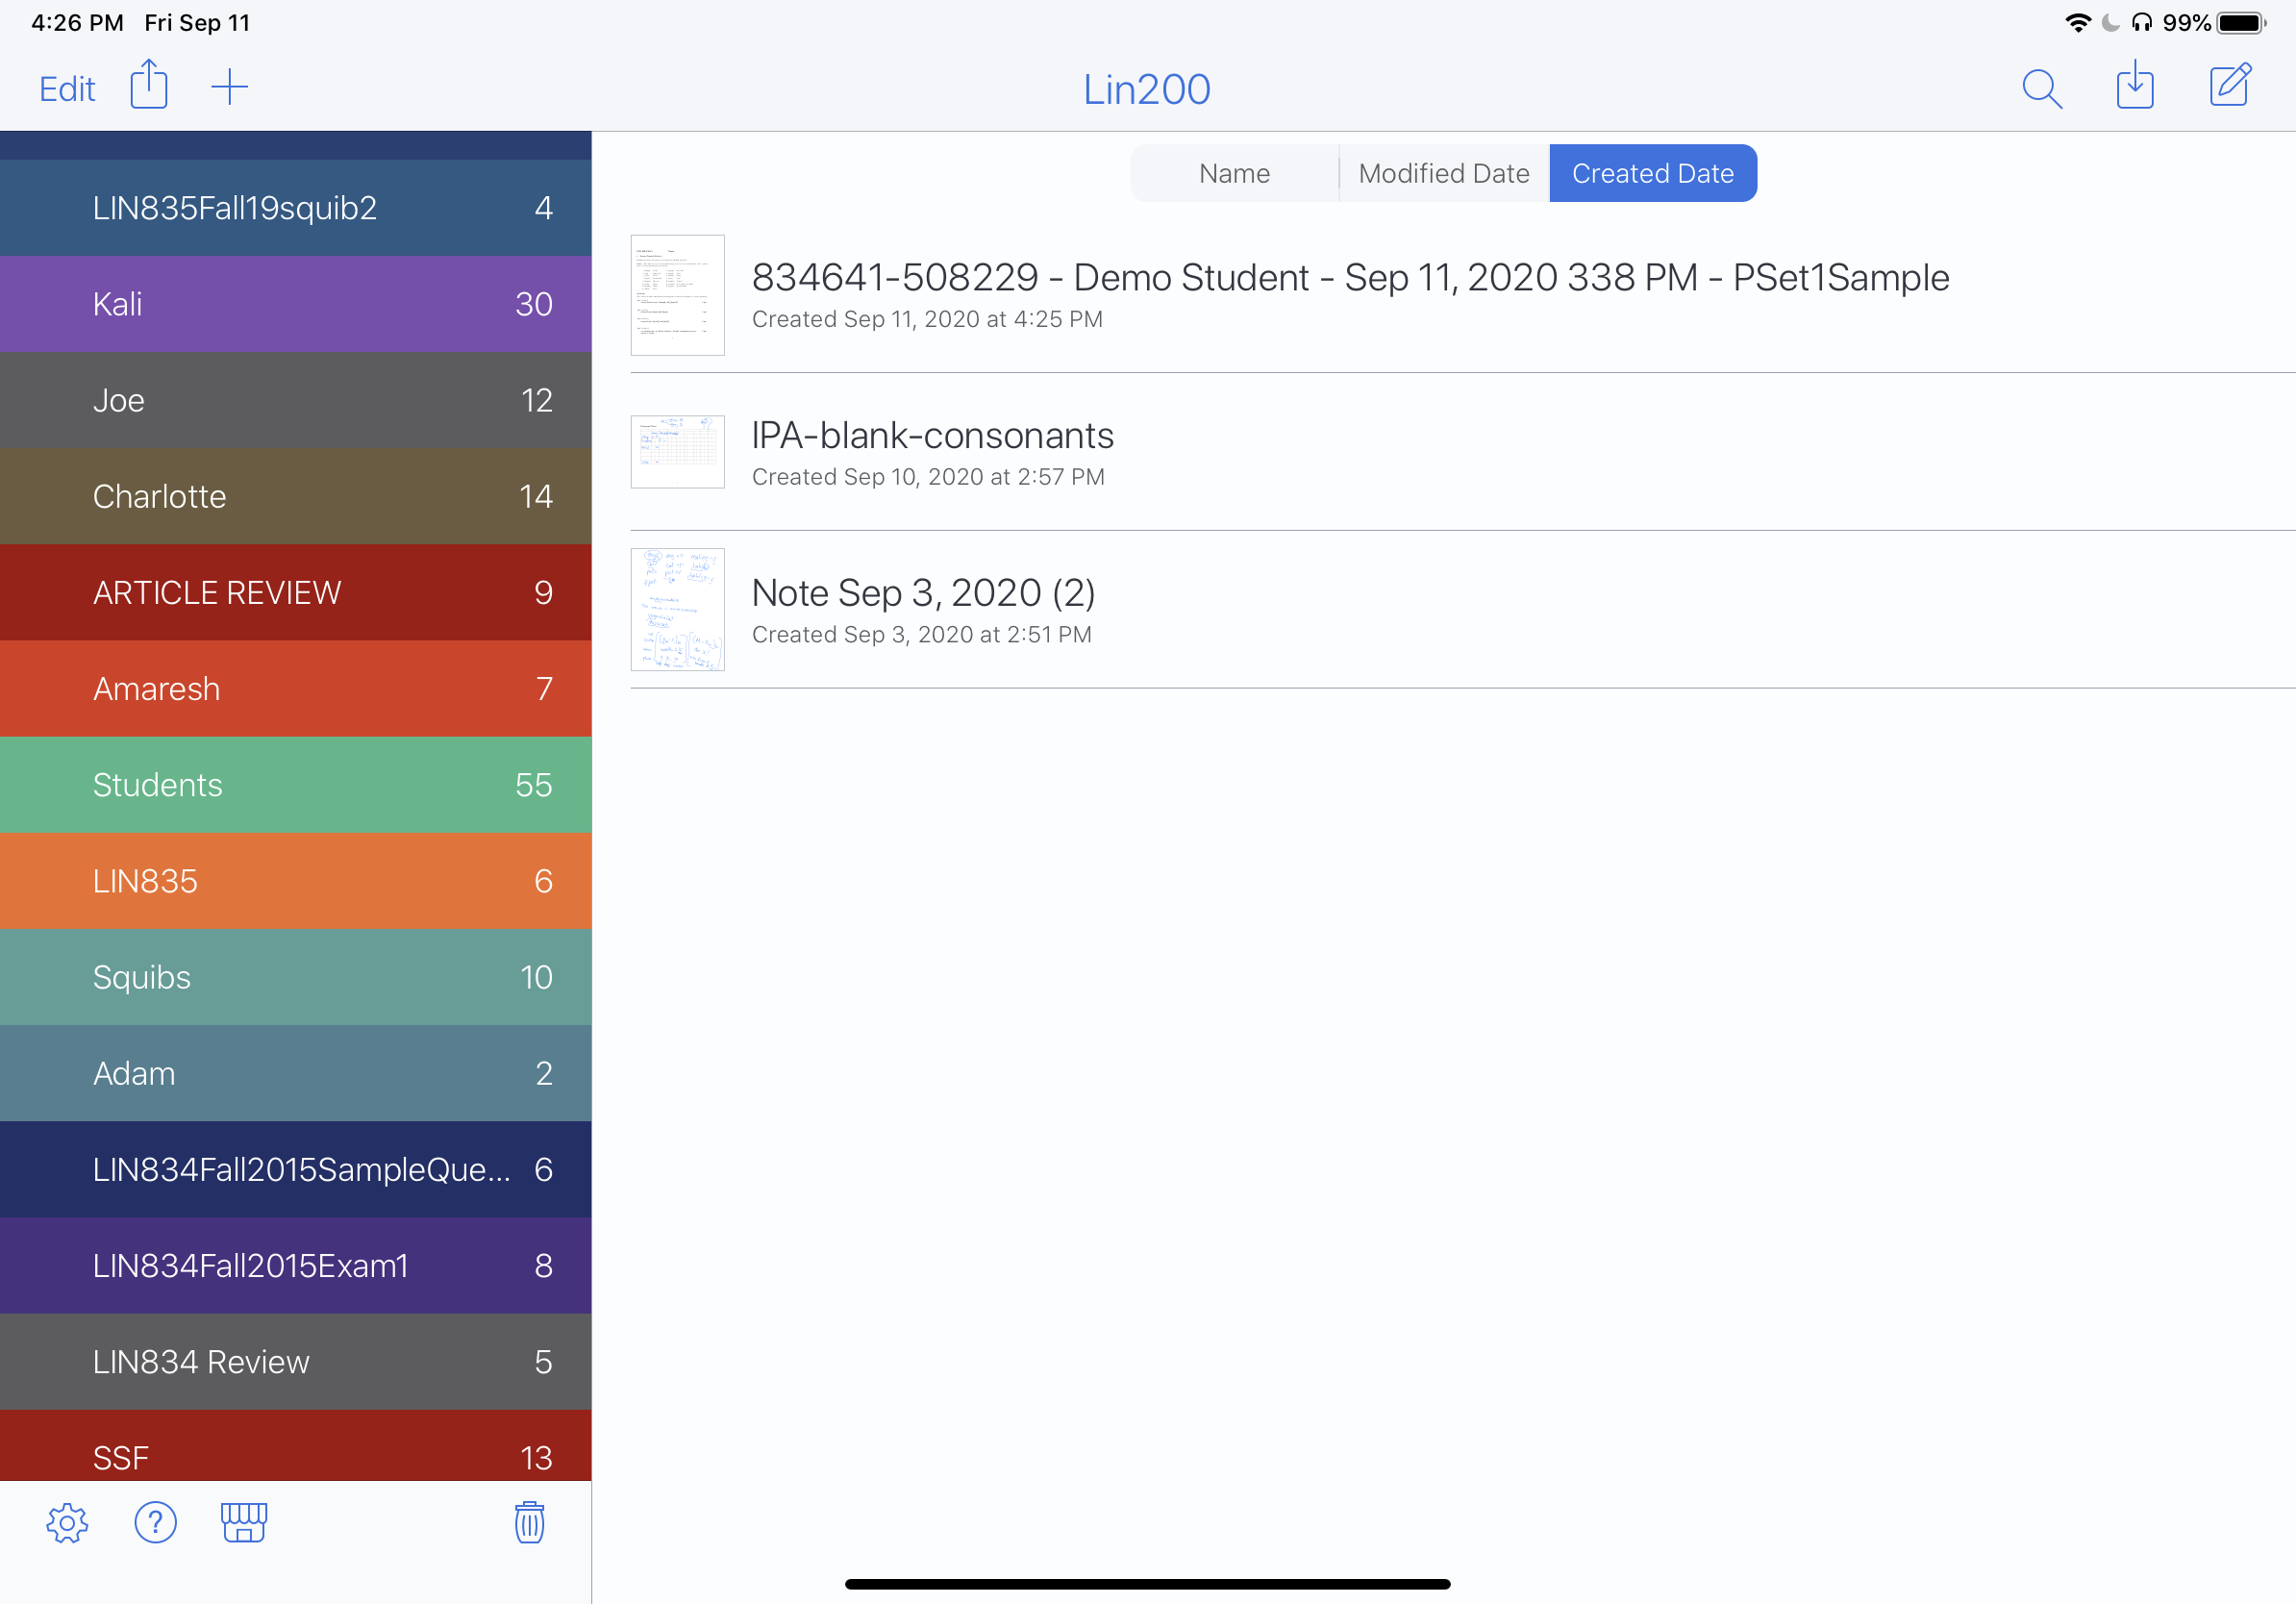 4:26 PM Fri Sep 11
99%
Edit
Lin200
LIN835Fall19squib2 4
Kali 30
Joe 12
Charlotte 14
ARTICLE REVIEW 9
Amaresh 7
Students 55
LIN835 6
Squibs 10
Adam 2
LIN834Fall2015SampleQue... 6
LIN834Fall2015Exam1 8
LIN834 Review 5
SSF 13
?
Name Modified Date Created Date
834641-508229 - Demo Student - Sep 11, 2020 338 PM - PSet1Sample
Created Sep 11, 2020 at 4:25 PM
IPA-blank-consonants
Created Sep 10, 2020 at 2:57 PM
Note Sep 3, 2020 (2)
Created Sep 3, 2020 at 2:51 PM